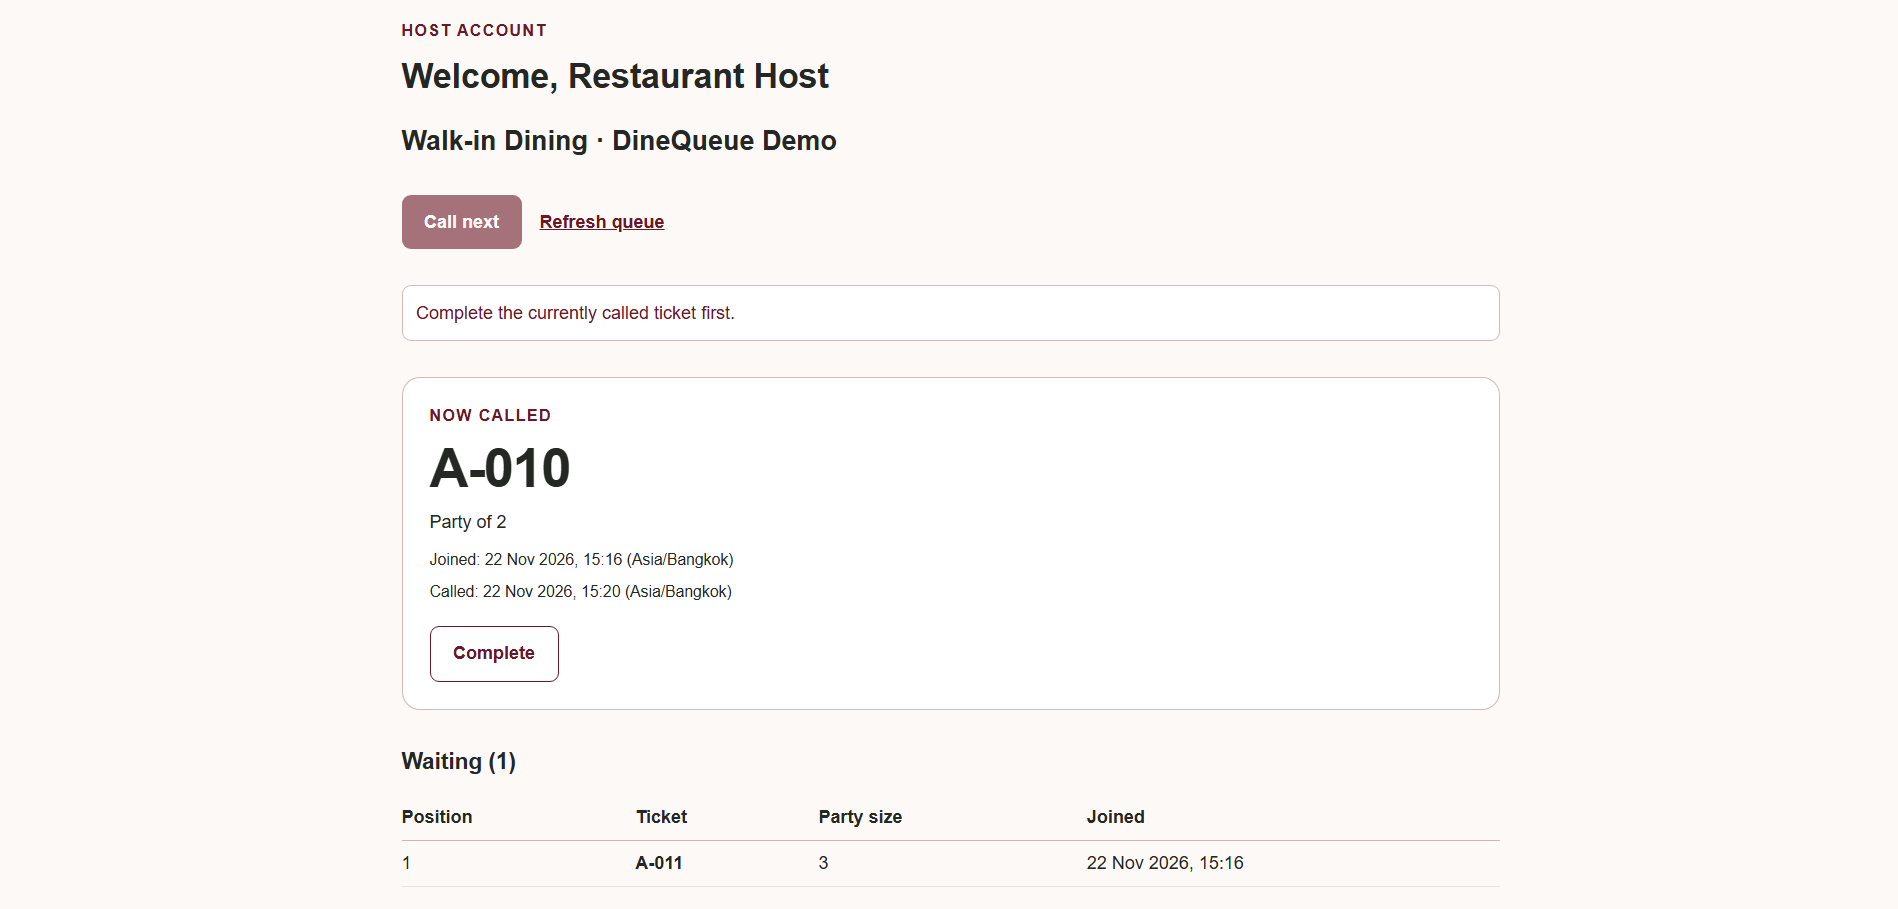 HOST ACCOUNT
Welcome, Restaurant Host
Walk-in Dining · DineQueue Demo
Call next Refresh queue
Complete the currently called ticket first.
NOW CALLED
A-010
Party of 2
Joined: 22 Nov 2026, 15:16 (Asia/Bangkok)
Called: 22 Nov 2026, 15:20 (Asia/Bangkok)
Complete
Waiting (1)
Position Ticket Party size Joined
1 A-011 3 22 Nov 2026, 15:16